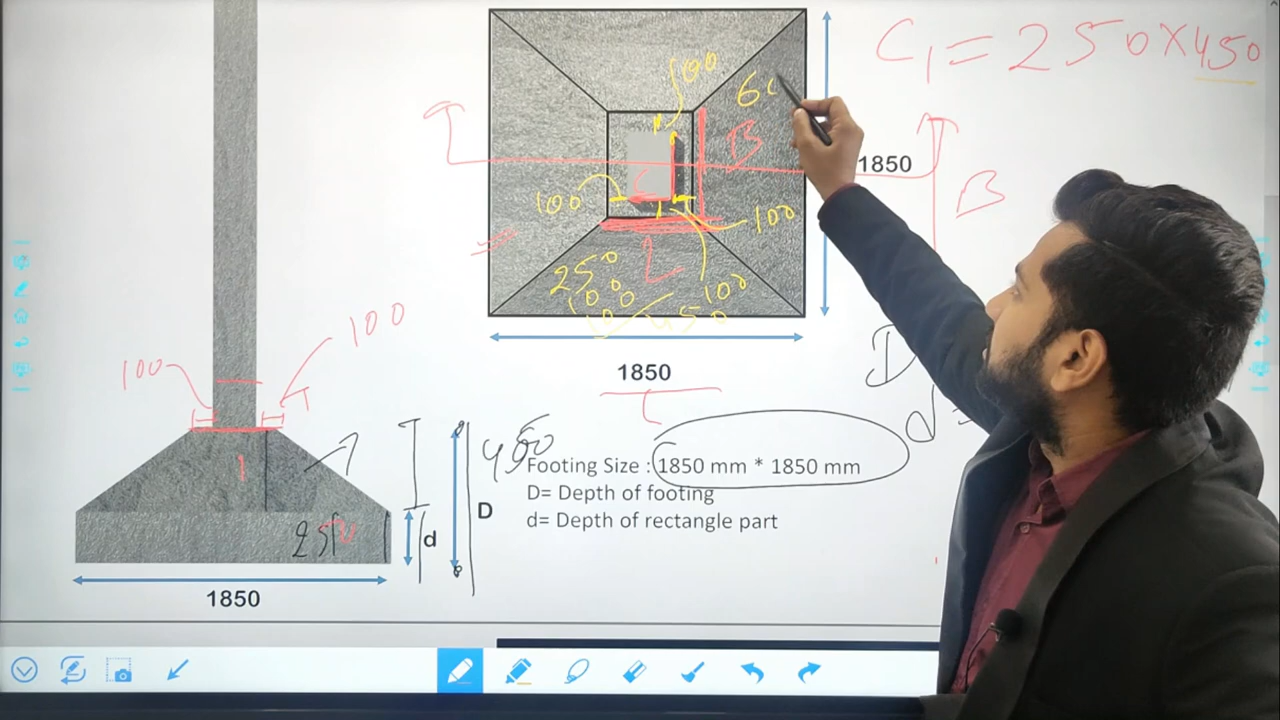 C1 = 250 X 450
100
60
B
1850
B
100
C
100
L
250
100
100
450
100
1850
L
D
d =
100
100
450
Footing Size : 1850 mm * 1850 mm
D= Depth of footing
d= Depth of rectangle part
D
d
250
1850